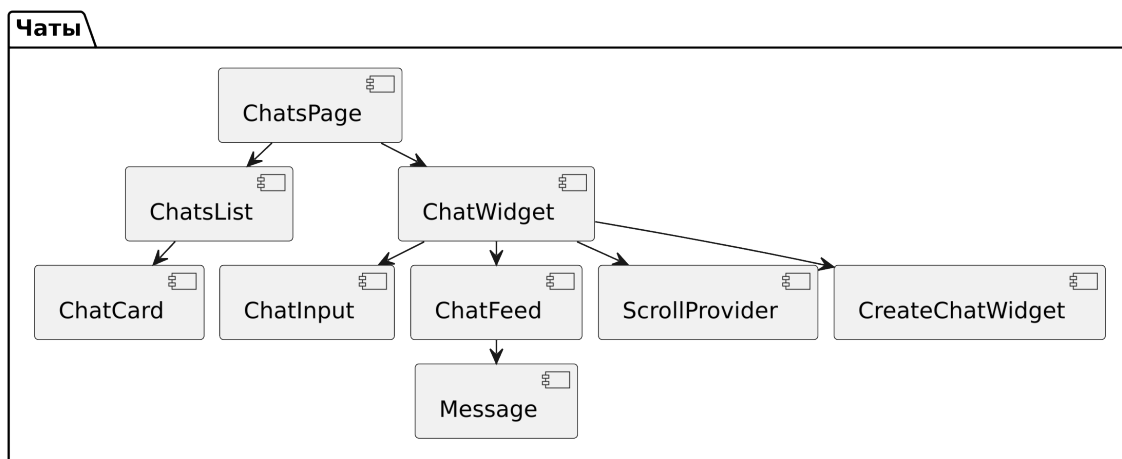 Чаты
ChatsPage
ChatsList
ChatWidget
ChatCard
ChatInput
ChatFeed
ScrollProvider
CreateChatWidget
Message